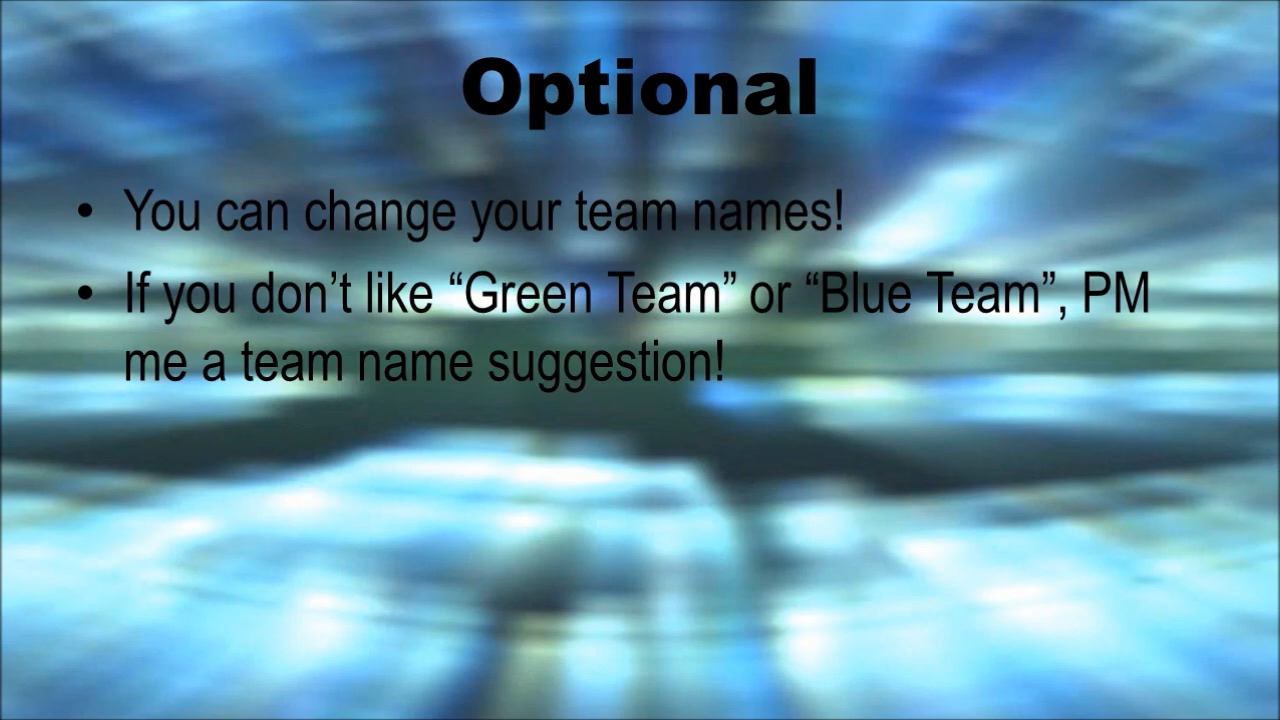 Optional
• You can change your team names!
• If you don’t like “Green Team” or “Blue Team”, PM
me a team name suggestion!